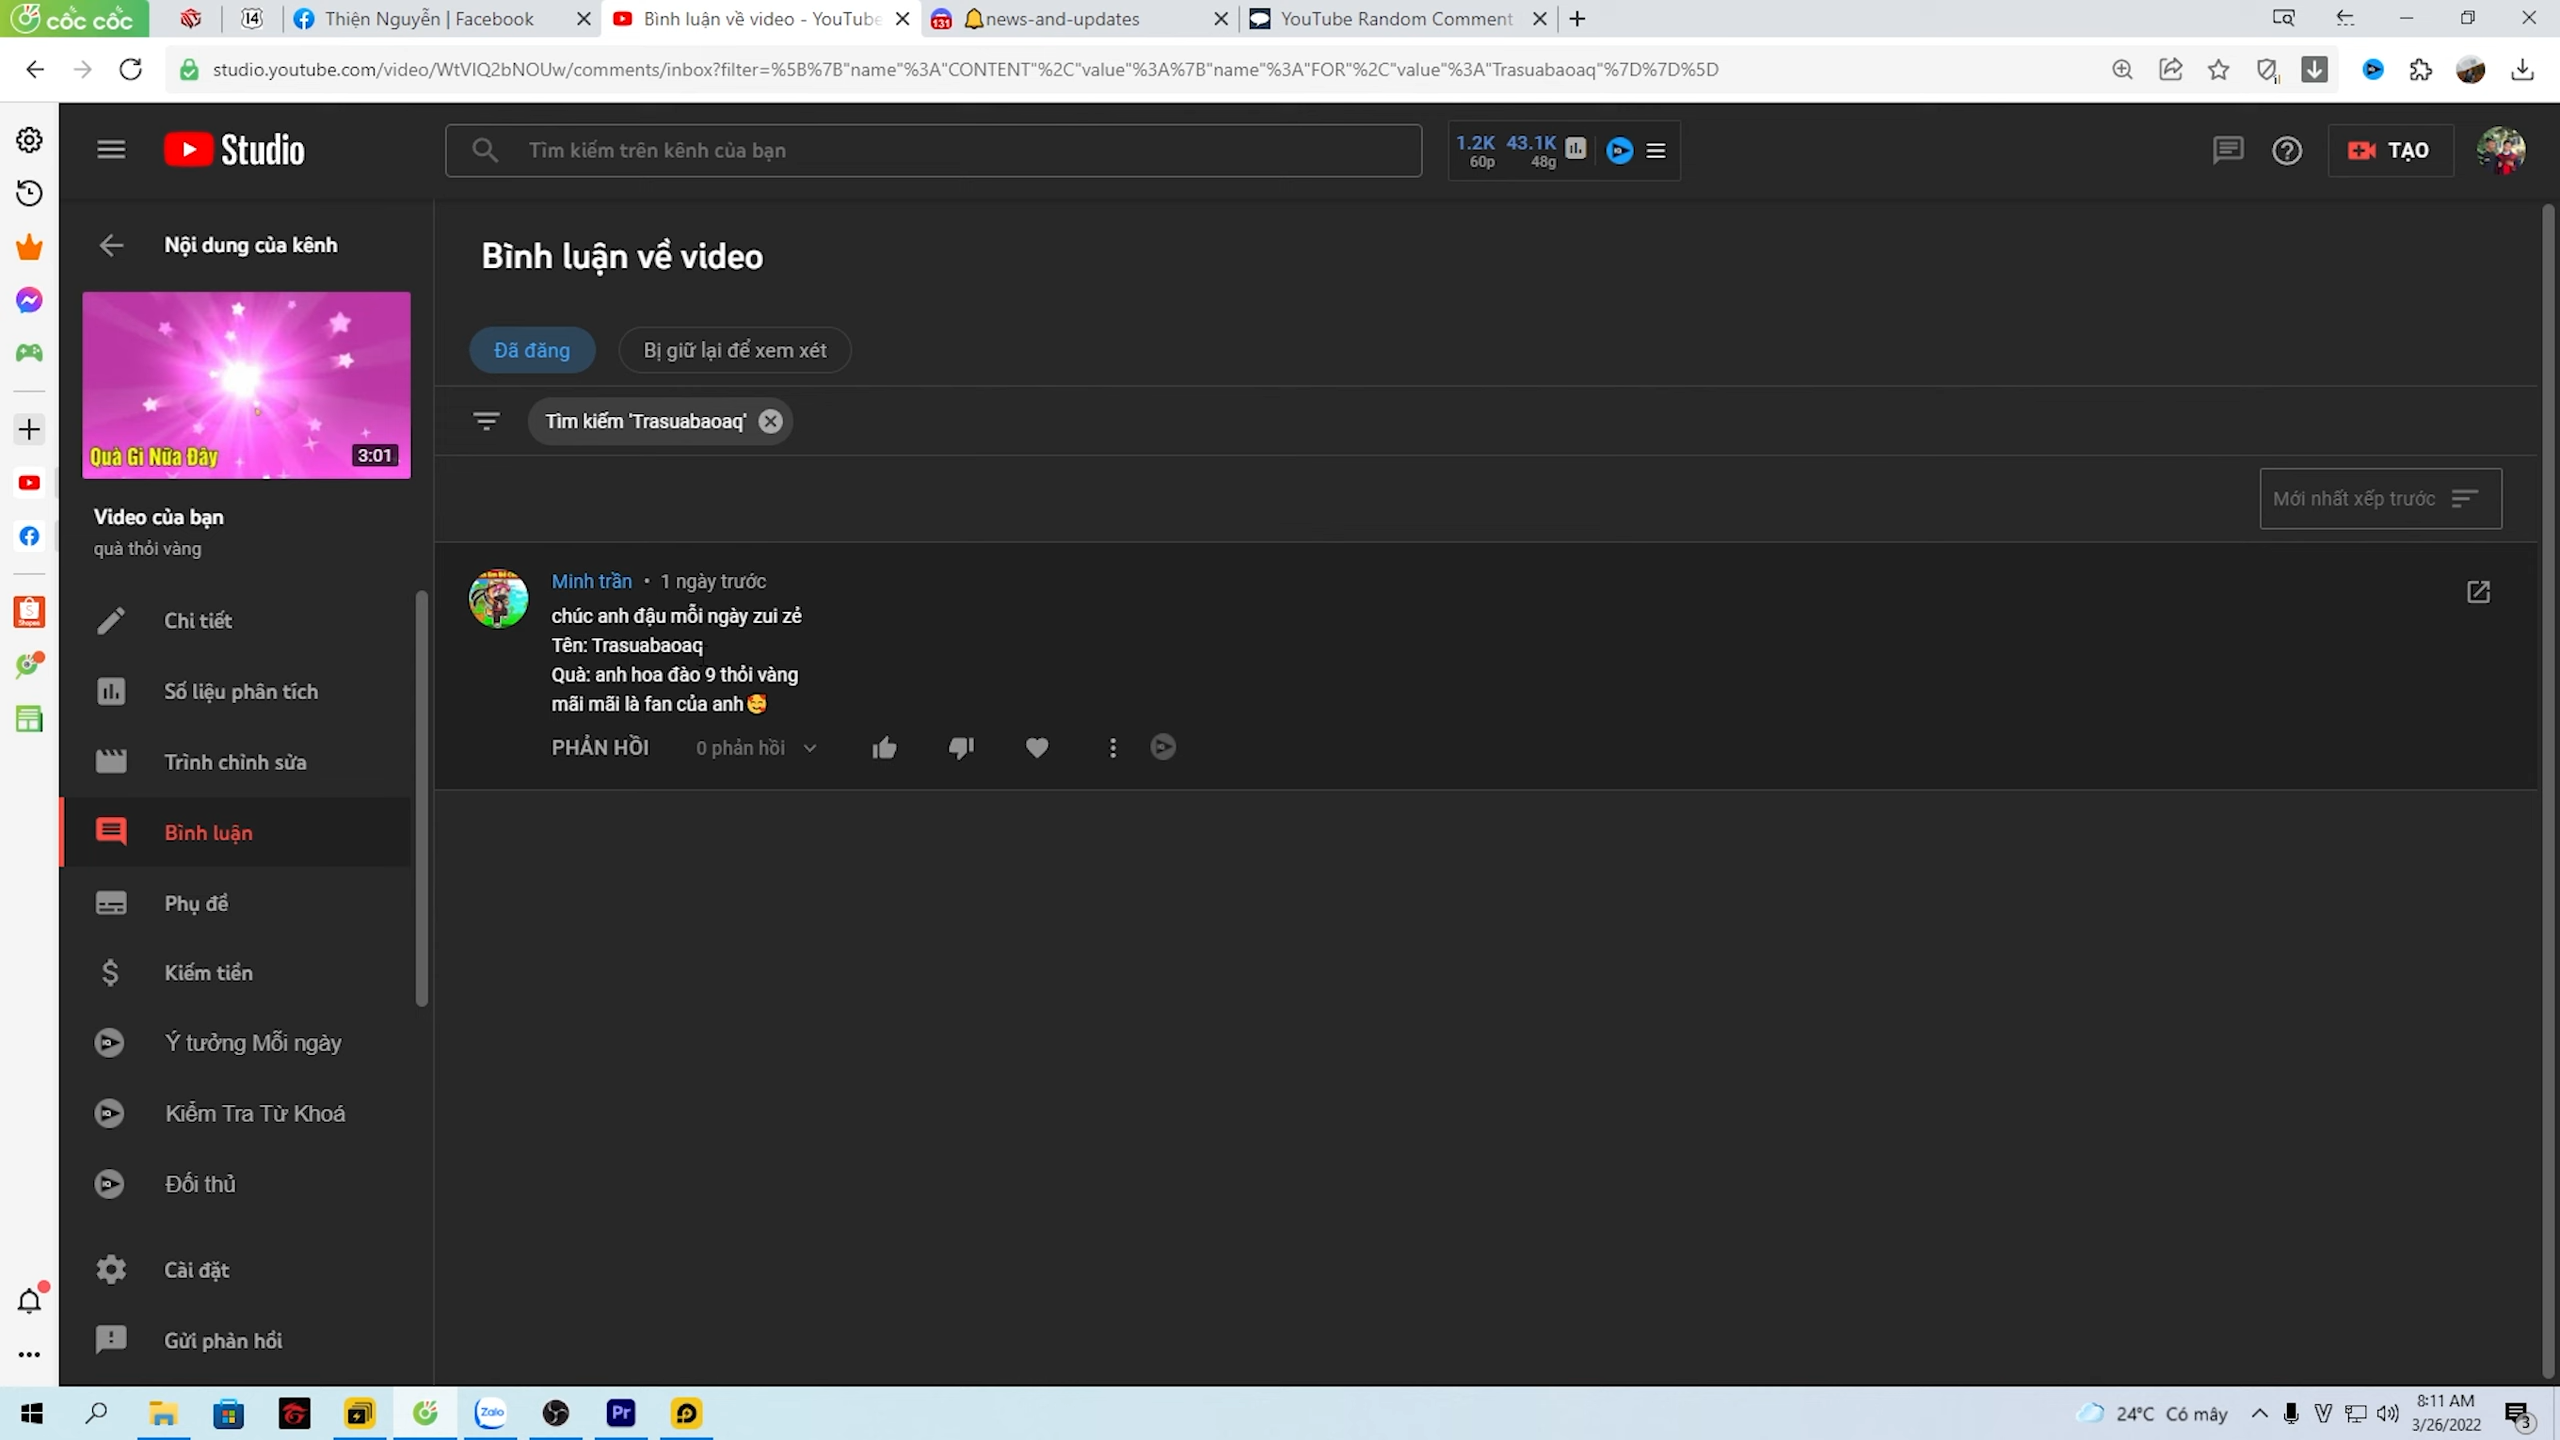 cốc cốc
14
Thiện Nguyễn | Facebook
Bình luận về video - YouTube
131
news-and-updates
YouTube Random Comment
studio.youtube.com/video/WtVIQ2bNOUw/comments/inbox?filter=%5B%7B"name"%3A"CONTENT"%2C"value"%3A%7B"name"%3A"FOR"%2C"value"%3A"Trasuabaoaq"%7D%7D%5D
Studio
Tìm kiếm trên kênh của bạn
1.2K 43.1K
60p 48g
TẠO
Nội dung của kênh
Quà Gì Nữa Đây
3:01
Video của bạn
quà thỏi vàng
Chi tiết
Số liệu phân tích
Trình chỉnh sửa
Bình luận
Phụ đề
Kiếm tiền
Ý tưởng Mỗi ngày
Kiểm Tra Từ Khoá
Đối thủ
Cài đặt
Gửi phản hồi
Bình luận về video
Đã đăng
Bị giữ lại để xem xét
Tìm kiếm 'Trasuabaoaq'
Mới nhất xếp trước
Minh trần • 1 ngày trước
chúc anh đậu mỗi ngày zui zẻ
Tên: Trasuabaoaq
Quà: anh hoa đào 9 thỏi vàng
mãi mãi là fan của anh🥰
PHẢN HỒI
0 phản hồi
Shopee
Zalo
Pr
24°C Có mây
8:11 AM
3/26/2022
3